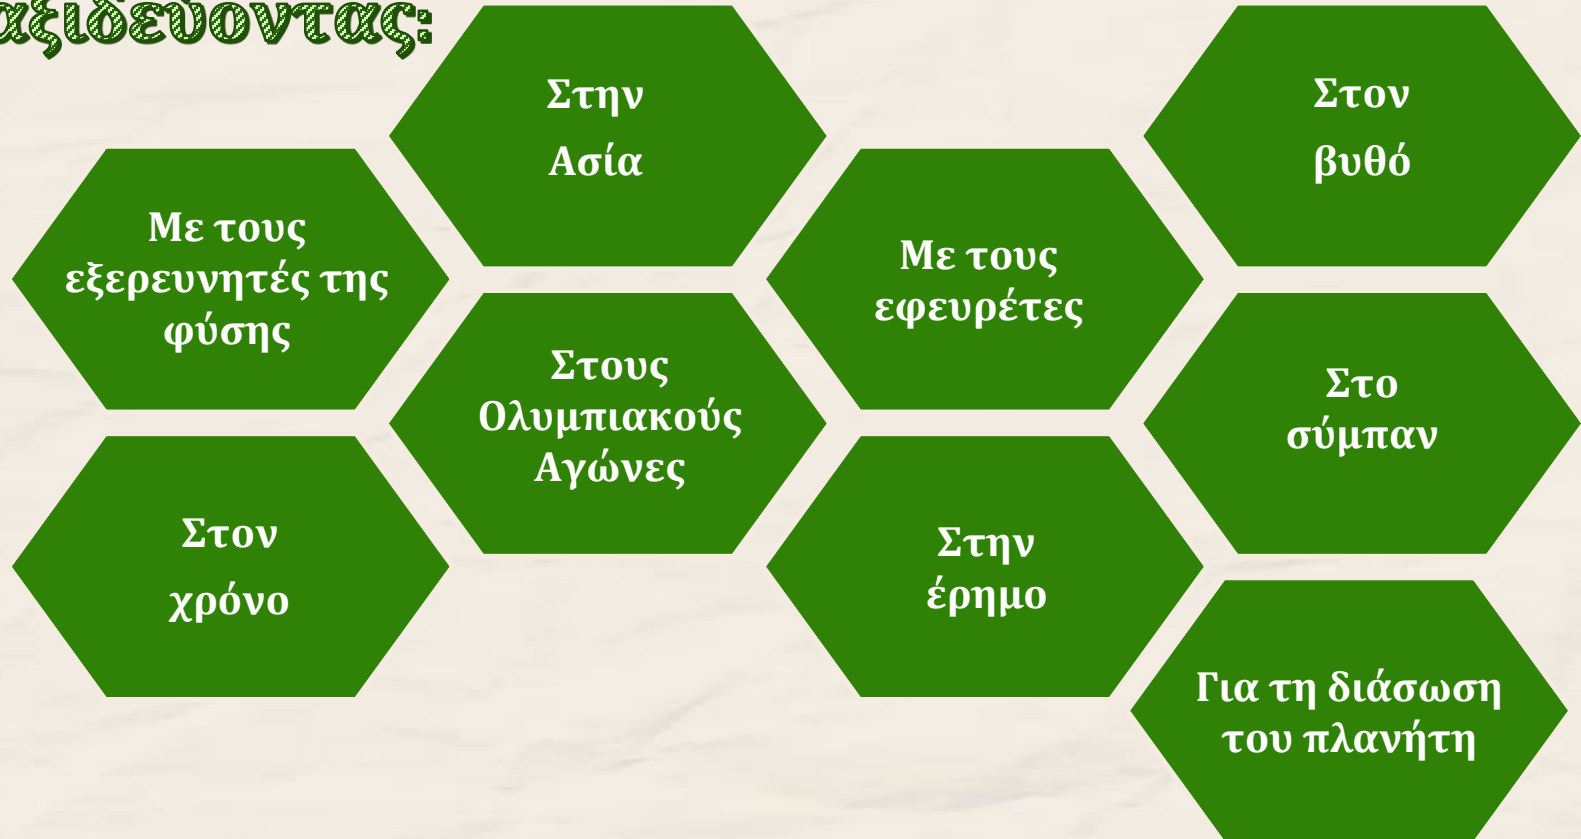 αξιδεύοντας:
Στην
Ασία
Στον
βυθό
Με τους
εξερευνητές της
φύσης
Με τους
εφευρέτες
Στους
Ολυμπιακούς
Αγώνες
Στο
σύμπαν
Στον
χρόνο
Στην
έρημο
Για τη διάσωση
του πλανήτη